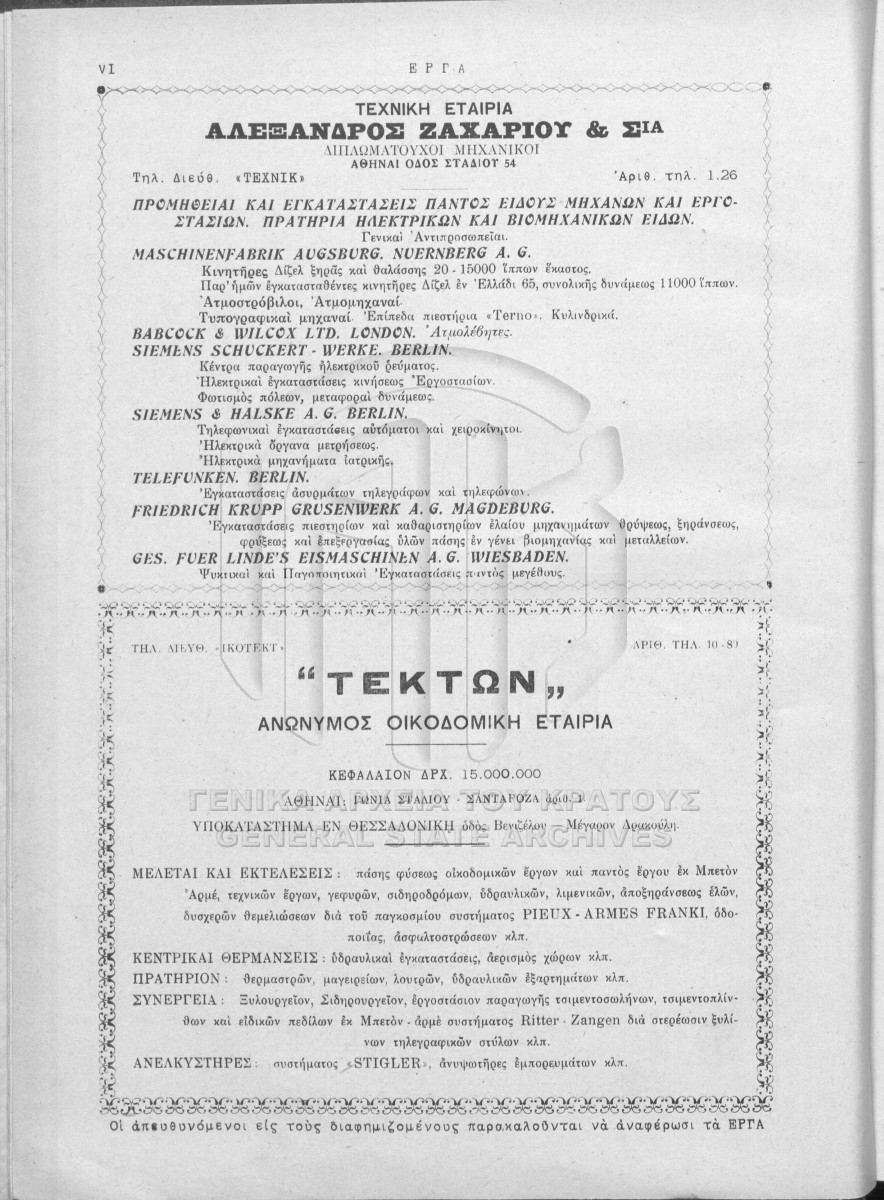 VI
ΕΡΓΑ
ΤΕΧΝΙΚΗ ΕΤΑΙΡΙΑ
ΑΛΕΞΑΝΔΡΟΣ ΖΑΧΑΡΙΟΥ & ΣΙΑ
ΔΙΠΛΩΜΑΤΟΥΧΟΙ ΜΗΧΑΝΙΚΟΙ
ΑΘΗΝΑΙ ΟΔΟΣ ΣΤΑΔΙΟΥ 54
Τηλ. Διεύθ. «ΤΕΧΝΙΚ»
Ἀριθ. τηλ. 1.26
ΠΡΟΜΗΘΕΙΑΙ ΚΑΙ ΕΓΚΑΤΑΣΤΑΣΕΙΣ ΠΑΝΤΟΣ ΕΙΔΟΥΣ ΜΗΧΑΝΩΝ ΚΑΙ ΕΡΓΟ-
ΣΤΑΣΙΩΝ. ΠΡΑΤΗΡΙΑ ΗΛΕΚΤΡΙΚΩΝ ΚΑΙ ΒΙΟΜΗΧΑΝΙΚΩΝ ΕΙΔΩΝ.
Γενικαὶ Ἀντιπροσωπεῖαι.
MASCHINENFABRIK AUGSBURG. NUERNBERG A. G.
Κινητῆρες Δίζελ ξηρᾶς καὶ θαλάσσης 20-15000 ἵππων ἕκαστος.
Παρ' ἡμῶν ἐγκατασταθέντες κινητῆρες Δίζελ ἐν Ἑλλάδι 65, συνολικῆς δυνάμεως 11000 ἵππων.
Ἀτμοστρόβιλοι, Ἀτμομηχαναί.
Τυπογραφικαὶ μηχαναί. Ἐπίπεδα πιεστήρια «Terno». Κυλινδρικά.
BABCOCK & WILCOX LTD. LONDON. Ἀτμολέβητες.
SIEMENS SCHUCKERT-WERKE. BERLIN.
Κέντρα παραγωγῆς ἠλεκτρικοῦ ῥεύματος.
Ἠλεκτρικαὶ ἐγκαταστάσεις κινήσεως Ἐργοστασίων.
Φωτισμὸς πόλεων, μεταφοραὶ δυνάμεως.
SIEMENS & HALSKE A. G. BERLIN.
Τηλεφωνικαὶ ἐγκαταστάσεις αὐτόματοι καὶ χειροκίνητοι.
Ἠλεκτρικὰ ὄργανα μετρήσεως.
Ἠλεκτρικὰ μηχανήματα ἰατρικῆς.
TELEFUNKEN. BERLIN.
Ἐγκαταστάσεις ἀσυρμάτων τηλεγράφων καὶ τηλεφώνων.
FRIEDRICH KRUPP GRUSENWERK A. G. MAGDEBURG.
Ἐγκαταστάσεις πιεστηρίων καὶ καθαριστηρίων ἐλαίου μηχανημάτων θρύψεως, ξηράνσεως,
φρύξεως καὶ ἐπεξεργασίας ὑλῶν πάσης ἐν γένει βιομηχανίας καὶ μεταλλείων.
GES. FUER LINDE'S EISMASCHINEN A. G. WIESBADEN.
Ψυκτικαὶ καὶ Παγοποιητικαὶ Ἐγκαταστάσεις παντὸς μεγέθους.
ΤΗΛ. ΔΙΕΥΘ. «ΙΚΟΤΕΚΤ»
ΑΡΙΘ. ΤΗΛ. 10-89
"ΤΕΚΤΩΝ„
ΑΝΩΝΥΜΟΣ ΟΙΚΟΔΟΜΙΚΗ ΕΤΑΙΡΙΑ
ΚΕΦΑΛΑΙΟΝ ΔΡΧ. 15.000.000
ΓΕΝΙΚΑ ΑΡΧΕΙΑ ΤΟΥ ΚΡΑΤΟΥΣ
ΑΘΗΝΑΙ: ΓΩΝΙΑ ΣΤΑΔΙΟΥ - ΣΑΝΤΑΡΟΖΑ ἀριθ. 1.
ΥΠΟΚΑΤΑΣΤΗΜΑ ΕΝ ΘΕΣΣΑΛΟΝΙΚΗ ὁδὸς Βενιζέλου - Μέγαρον Δρακούλη.
GENERAL STATE ARCHIVES
ΜΕΛΕΤΑΙ ΚΑΙ ΕΚΤΕΛΕΣΕΙΣ: πάσης φύσεως οἰκοδομικῶν ἔργων καὶ παντὸς ἔργου ἐκ Μπετὸν
Ἀρμέ, τεχνικῶν ἔργων, γεφυρῶν, σιδηροδρόμων, ὑδραυλικῶν, λιμενικῶν, ἀποξηράνσεως ἑλῶν,
δυσχερῶν θεμελιώσεων διὰ τοῦ παγκοσμίου συστήματος PIEUX-ARMES FRANKI, ὁδο-
ποιΐας, ἀσφαλτοστρώσεων κλπ.
ΚΕΝΤΡΙΚΑΙ ΘΕΡΜΑΝΣΕΙΣ: ὑδραυλικαὶ ἐγκαταστάσεις, ἀερισμὸς χώρων κλπ.
ΠΡΑΤΗΡΙΟΝ: θερμαστρῶν, μαγειρείων, λουτρῶν, ὑδραυλικῶν ἐξαρτημάτων κλπ.
ΣΥΝΕΡΓΕΙΑ: Ξυλουργεῖον, Σιδηρουργεῖον, ἐργοστάσιον παραγωγῆς τσιμεντοσωλήνων, τσιμεντοπλίν-
θων καὶ εἰδικῶν πεδίλων ἐκ Μπετὸν-ἀρμὲ συστήματος Ritter-Zangen διὰ στερέωσιν ξυλί-
νων τηλεγραφικῶν στύλων κλπ.
ΑΝΕΛΚΥΣΤΗΡΕΣ: συστήματος «STIGLER», ἀνυψωτῆρες ἐμπορευμάτων κλπ.
Οἱ ἀπευθυνόμενοι εἰς τοὺς διαφημιζομένους παρακαλοῦνται νὰ ἀναφέρωσι τὰ ΕΡΓΑ